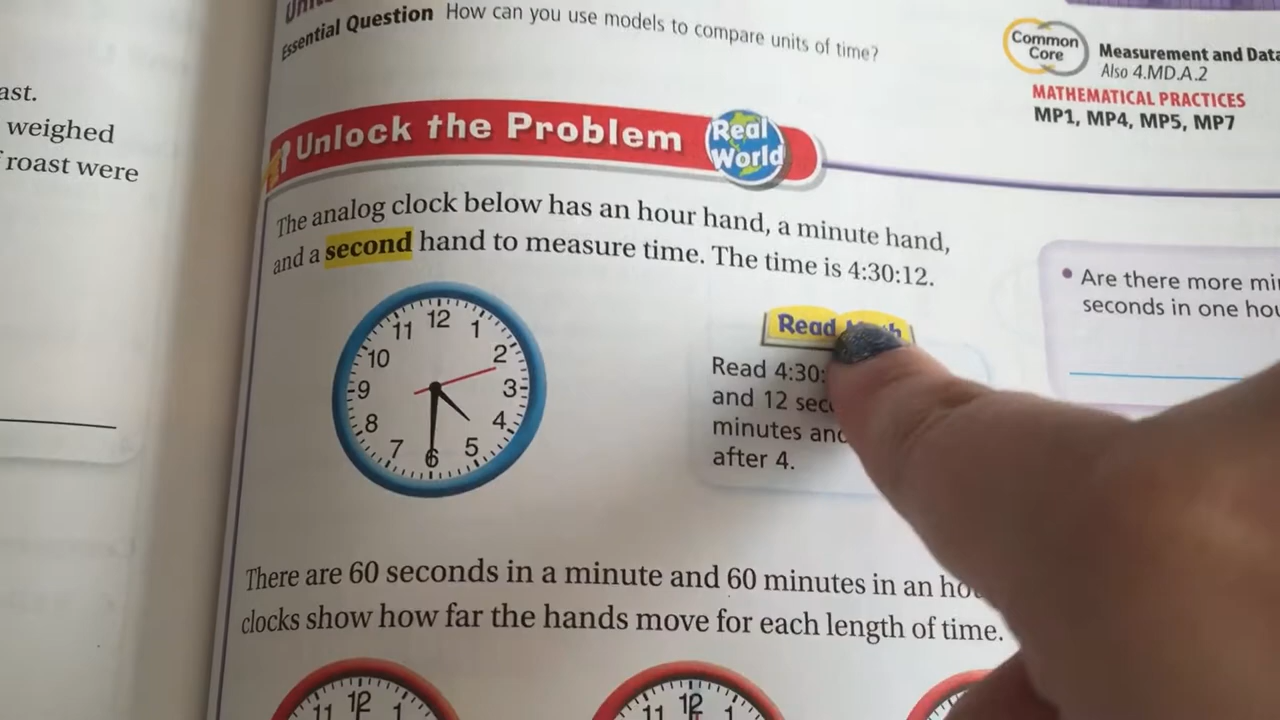 ast.
weighed
roast were
Essential Question How can you use models to compare units of time?
Common
Core
Measurement and Data
Also 4.MD.A.2
MATHEMATICAL PRACTICES
MP1, MP4, MP5, MP7
Unlock the Problem
Real
World
The analog clock below has an hour hand, a minute hand,
and a second hand to measure time. The time is 4:30:12.
12
11
1
10
2
9
3
8
4
7
5
6
Read
Read 4:30:
and 12 sec
minutes and
after 4.
Are there more
seconds in one
There are 60 seconds in a minute and 60 minutes in an
clocks show how far the hands move for each length of time.
11 12 1
11 12 1